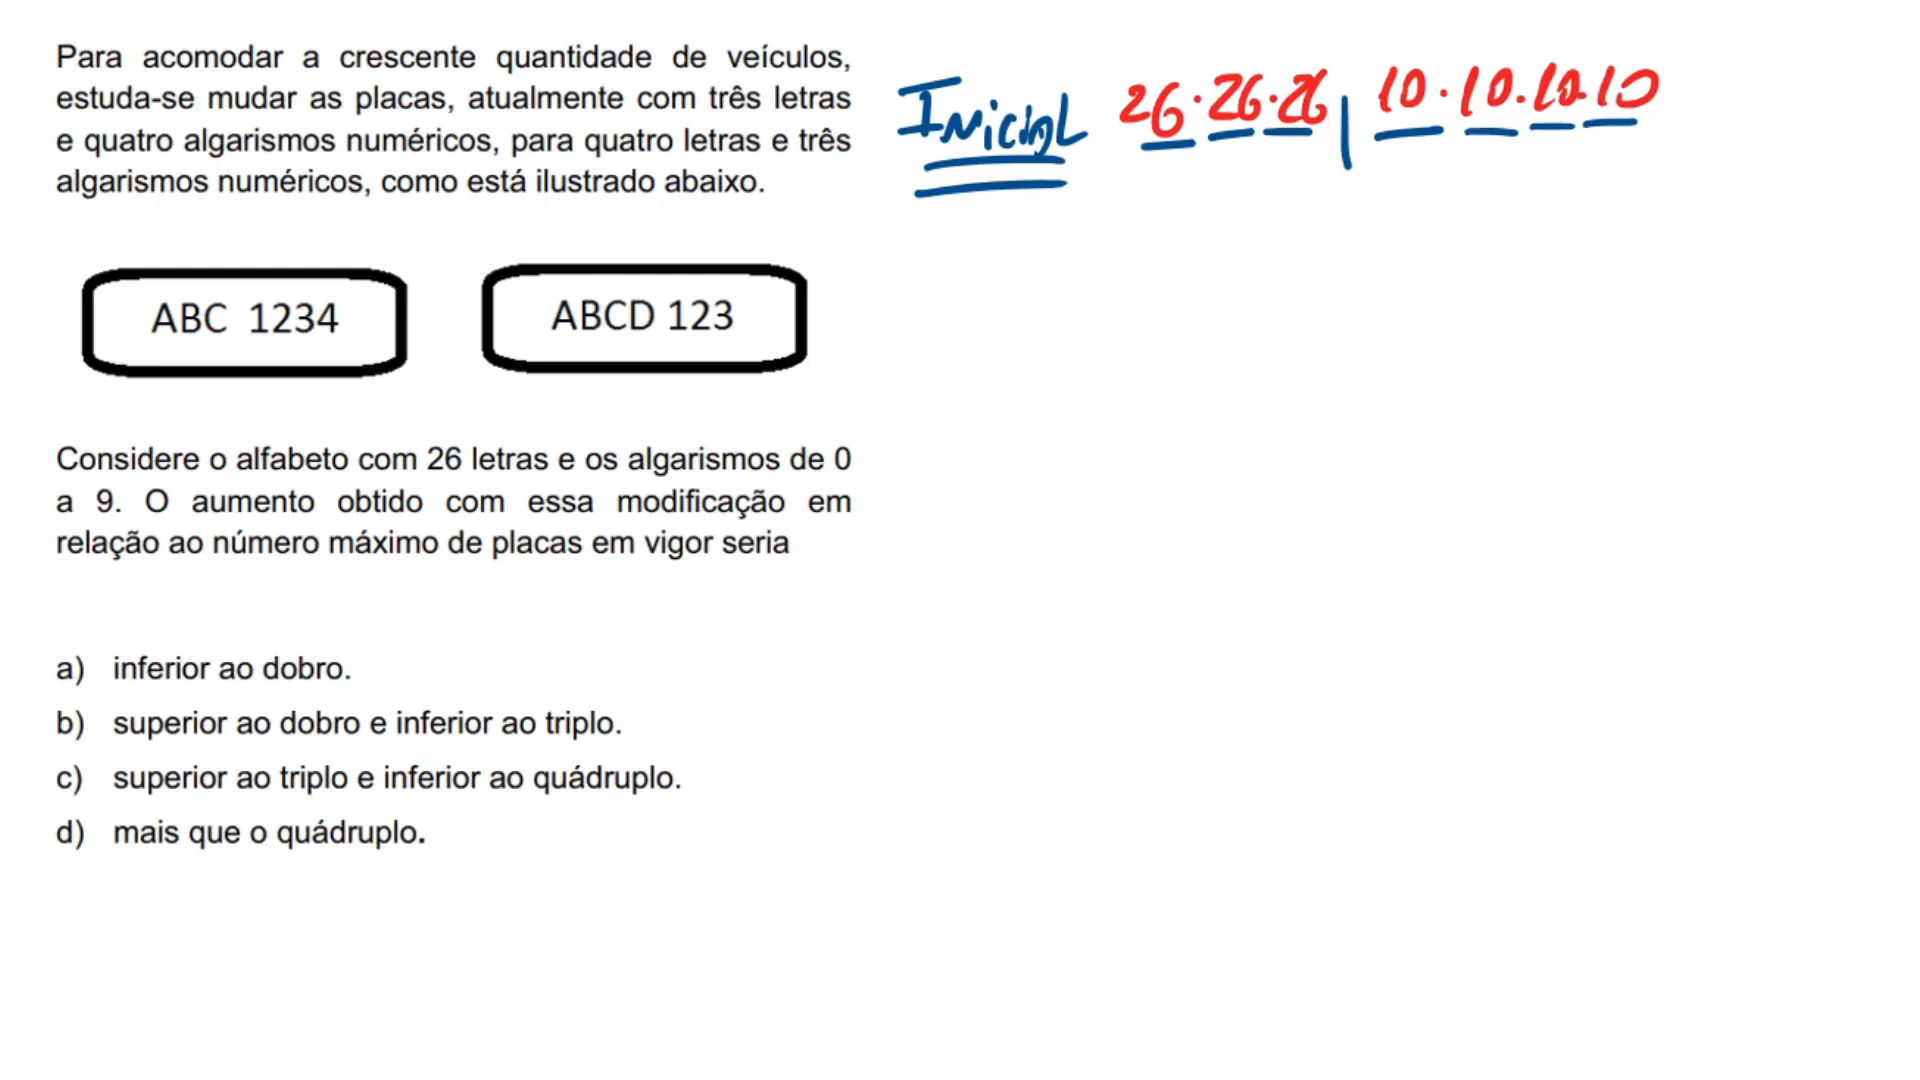 Para acomodar a crescente quantidade de veículos,
estuda-se mudar as placas, atualmente com três letras
e quatro algarismos numéricos, para quatro letras e três
algarismos numéricos, como está ilustrado abaixo.
Inicial 26·26·26 | 10·10·10·10
ABC 1234
ABCD 123
Considere o alfabeto com 26 letras e os algarismos de 0
a 9. O aumento obtido com essa modificação em
relação ao número máximo de placas em vigor seria
a) inferior ao dobro.
b) superior ao dobro e inferior ao triplo.
c) superior ao triplo e inferior ao quádruplo.
d) mais que o quádruplo.